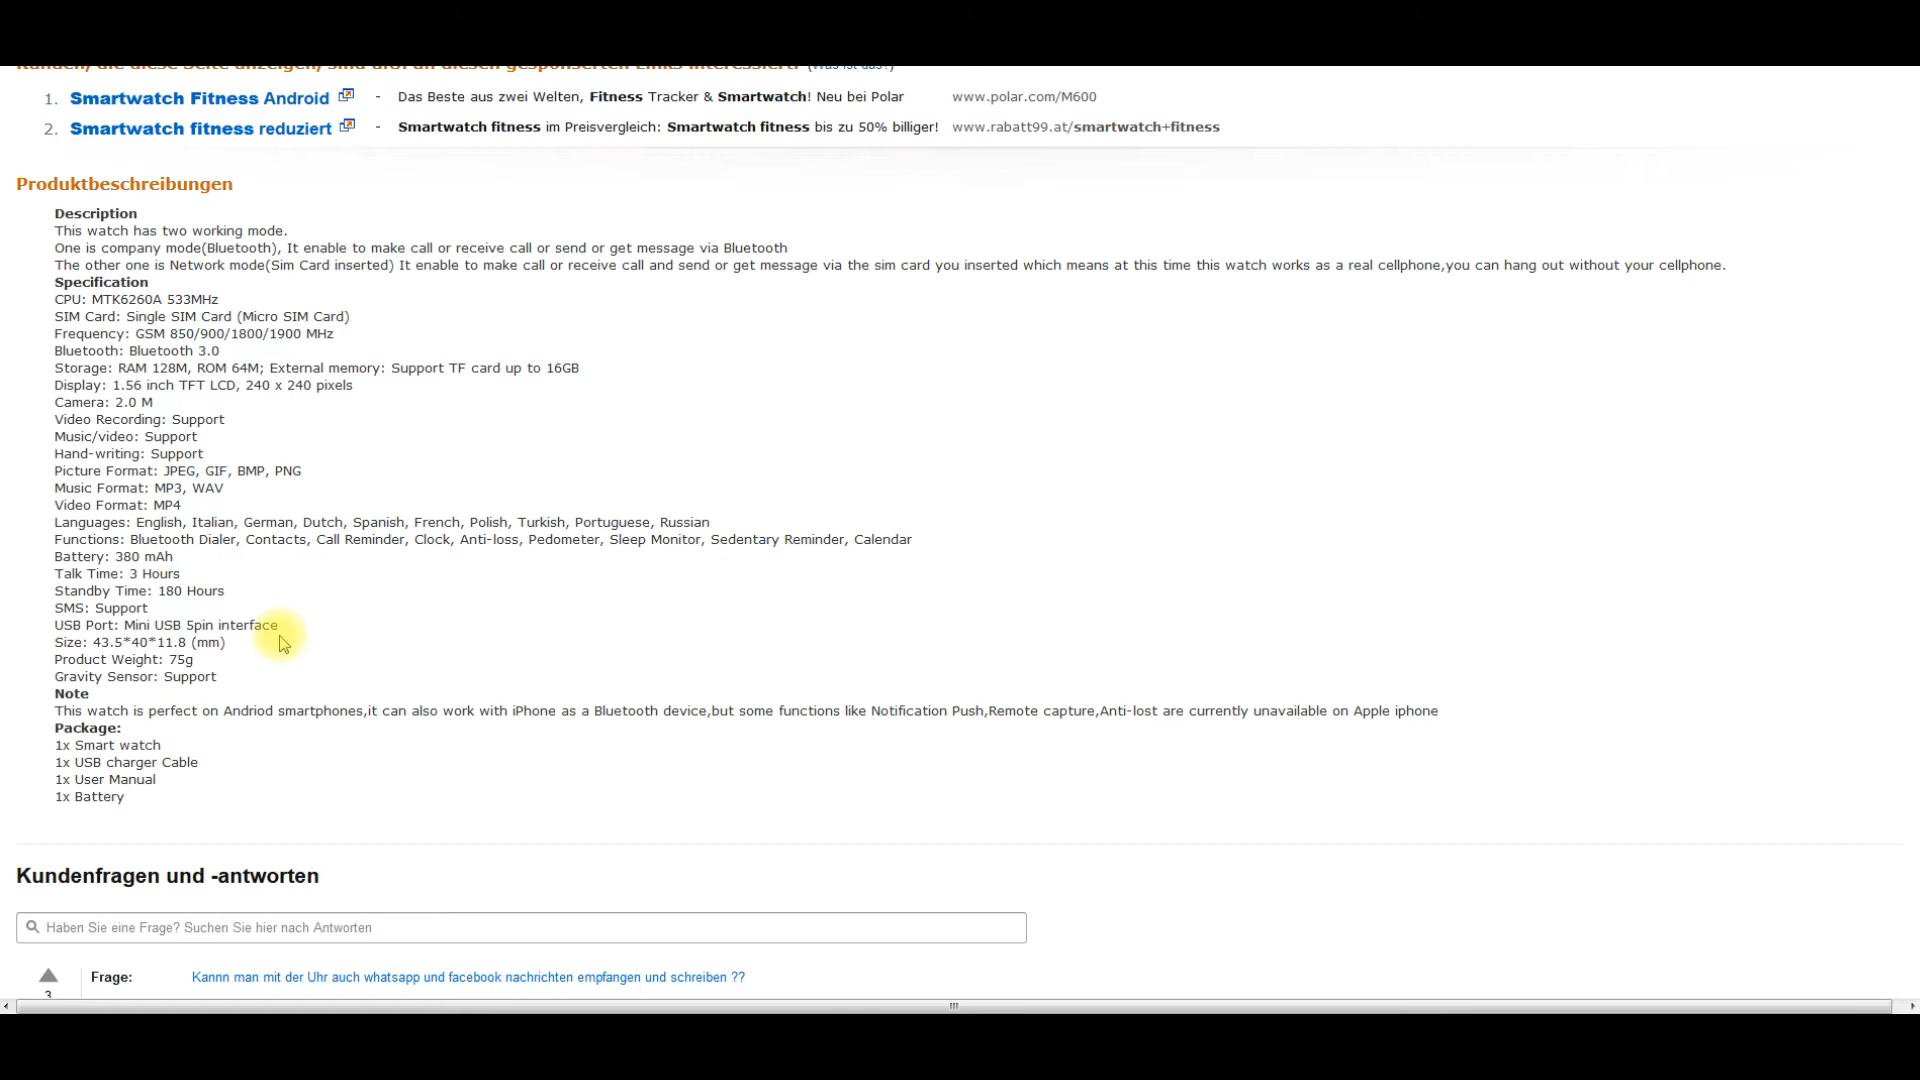 Kunden, die diese Seite anzeigen, sind u.U. an diesen gesponserten Links interessiert. (Was ist das?)
1. Smartwatch Fitness Android - Das Beste aus zwei Welten, Fitness Tracker & Smartwatch! Neu bei Polar www.polar.com/M600
2. Smartwatch fitness reduziert - Smartwatch fitness im Preisvergleich: Smartwatch fitness bis zu 50% billiger! www.rabatt99.at/smartwatch+fitness
Produktbeschreibungen
Description
This watch has two working mode.
One is company mode(Bluetooth), It enable to make call or receive call or send or get message via Bluetooth
The other one is Network mode(Sim Card inserted) It enable to make call or receive call and send or get message via the sim card you inserted which means at this time this watch works as a real cellphone,you can hang out without your cellphone.
Specification
CPU: MTK6260A 533MHz
SIM Card: Single SIM Card (Micro SIM Card)
Frequency: GSM 850/900/1800/1900 MHz
Bluetooth: Bluetooth 3.0
Storage: RAM 128M, ROM 64M; External memory: Support TF card up to 16GB
Display: 1.56 inch TFT LCD, 240 x 240 pixels
Camera: 2.0 M
Video Recording: Support
Music/video: Support
Hand-writing: Support
Picture Format: JPEG, GIF, BMP, PNG
Music Format: MP3, WAV
Video Format: MP4
Languages: English, Italian, German, Dutch, Spanish, French, Polish, Turkish, Portuguese, Russian
Functions: Bluetooth Dialer, Contacts, Call Reminder, Clock, Anti-loss, Pedometer, Sleep Monitor, Sedentary Reminder, Calendar
Battery: 380 mAh
Talk Time: 3 Hours
Standby Time: 180 Hours
SMS: Support
USB Port: Mini USB 5pin interface
Size: 43.5*40*11.8 (mm)
Product Weight: 75g
Gravity Sensor: Support
Note
This watch is perfect on Andriod smartphones,it can also work with iPhone as a Bluetooth device,but some functions like Notification Push,Remote capture,Anti-lost are currently unavailable on Apple iphone
Package:
1x Smart watch
1x USB charger Cable
1x User Manual
1x Battery
Kundenfragen und -antworten
Haben Sie eine Frage? Suchen Sie hier nach Antworten
Frage: Kannn man mit der Uhr auch whatsapp und facebook nachrichten empfangen und schreiben ??
3